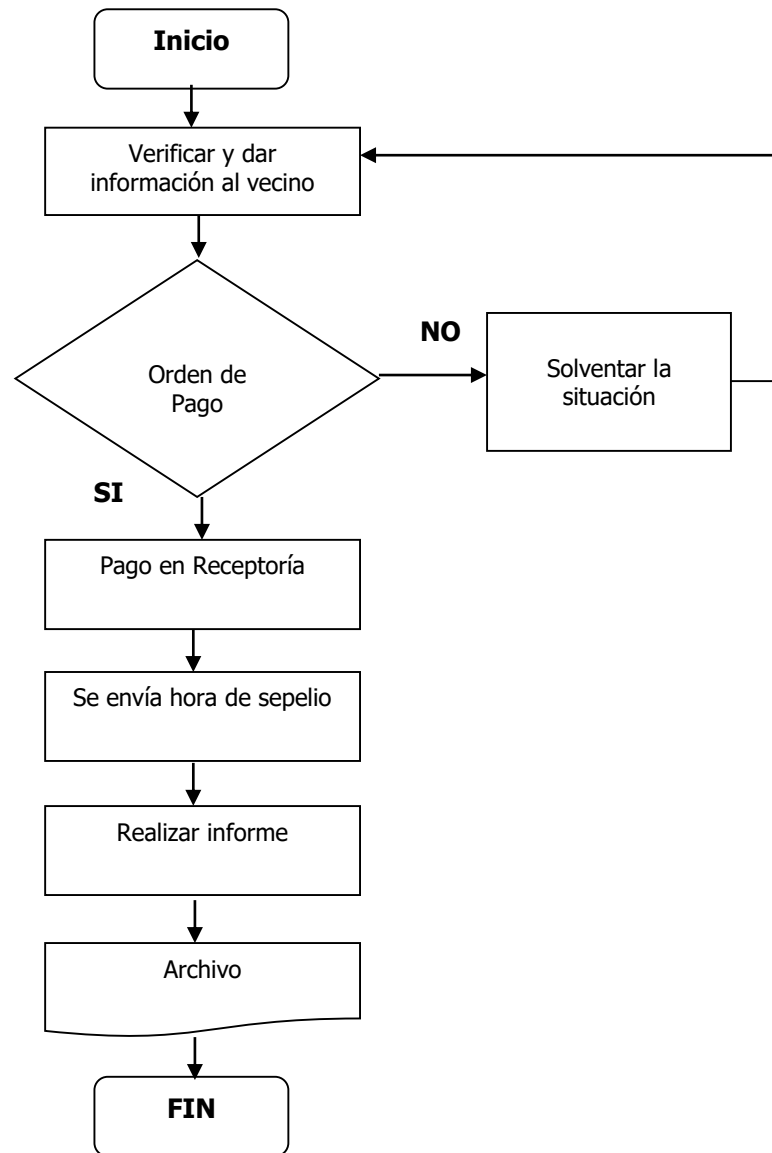 Inicio
Verificar y dar
información al vecino
NO
Solventar la
situación
Orden de
Pago
SI
Pago en Receptoría
Se envía hora de sepelio
Realizar informe
Archivo
FIN